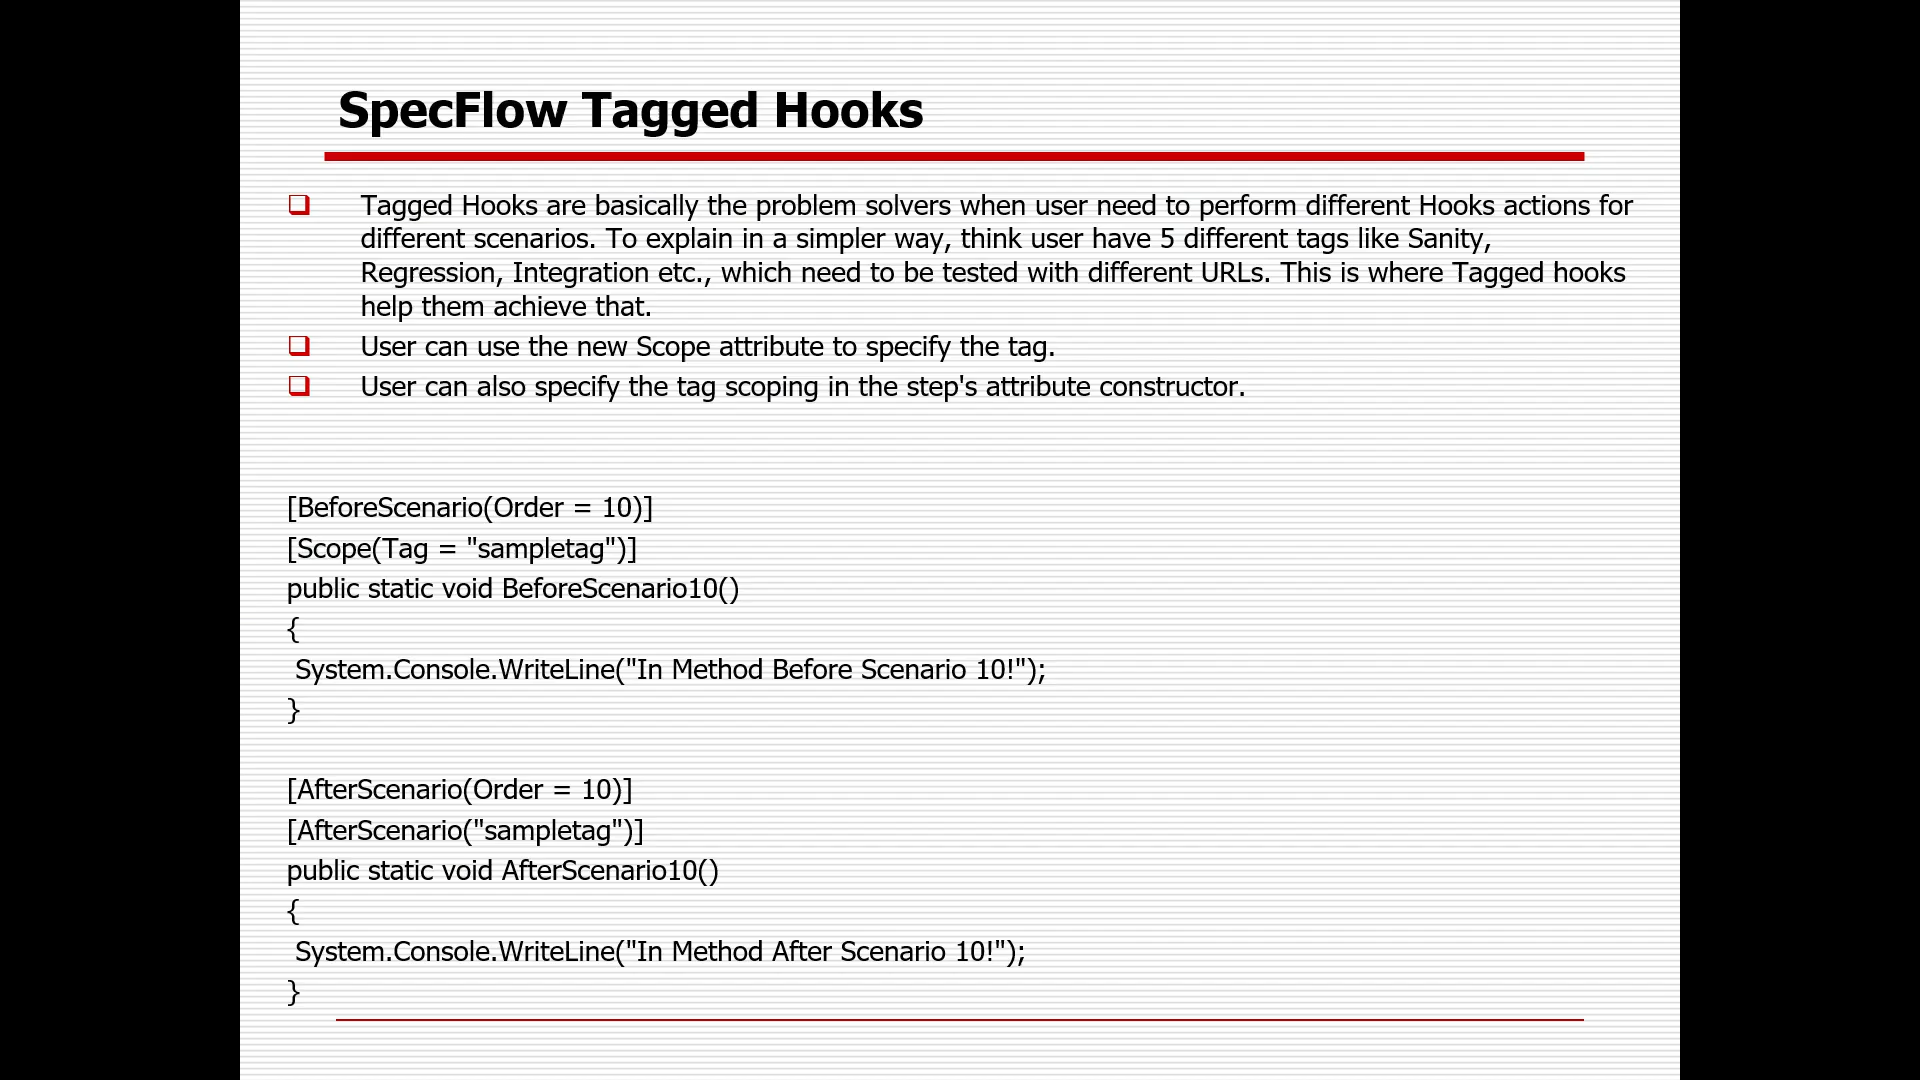 SpecFlow Tagged Hooks
Tagged Hooks are basically the problem solvers when user need to perform different Hooks actions for
different scenarios. To explain in a simpler way, think user have 5 different tags like Sanity,
Regression, Integration etc., which need to be tested with different URLs. This is where Tagged hooks
help them achieve that.
User can use the new Scope attribute to specify the tag.
User can also specify the tag scoping in the step's attribute constructor.
[BeforeScenario(Order = 10)]
[Scope(Tag = "sampletag")]
public static void BeforeScenario10()
{
System.Console.WriteLine("In Method Before Scenario 10!");
}
[AfterScenario(Order = 10)]
[AfterScenario("sampletag")]
public static void AfterScenario10()
{
System.Console.WriteLine("In Method After Scenario 10!");
}